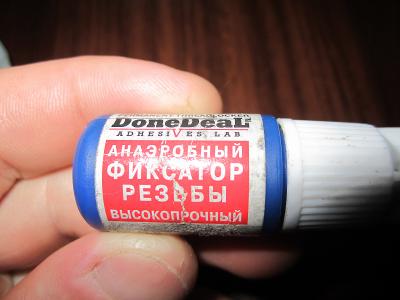 DoneDeaL
ADHESIVES LAB
АНАЭРОБНЫЙ
ФИКСАТОР
РЕЗЬБЫ
ВЫСОКОПРОЧНЫЙ